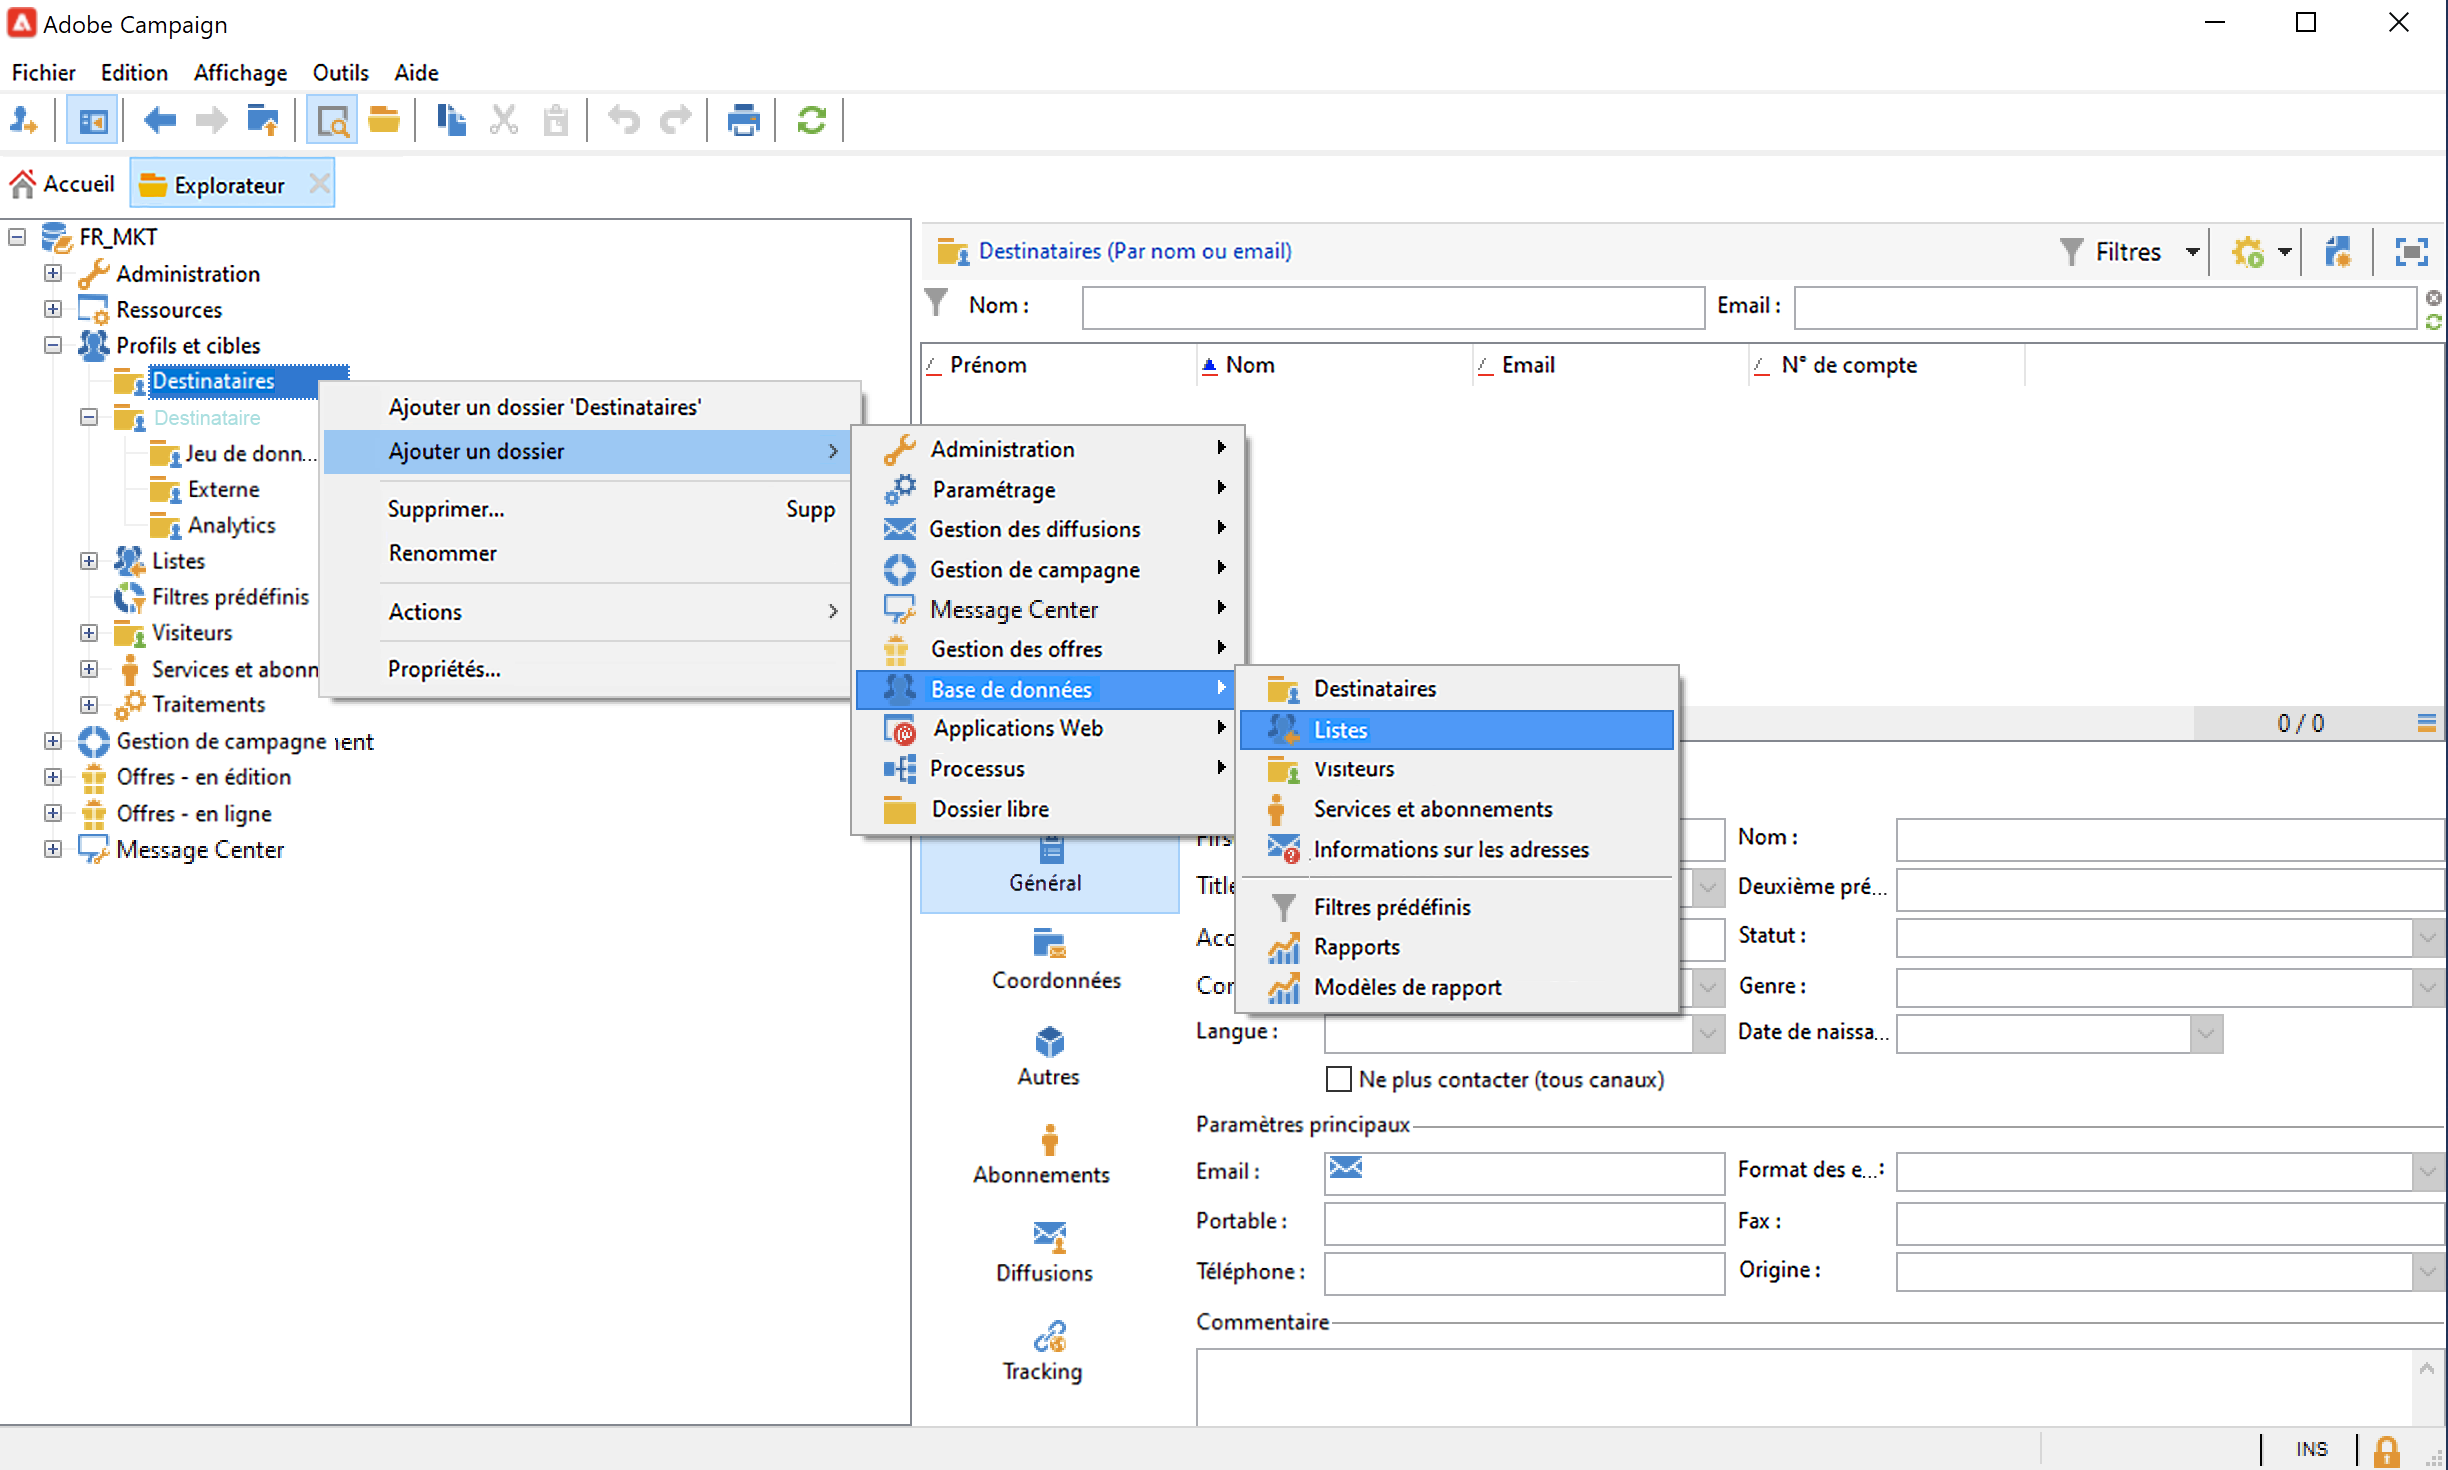 Adobe Campaign
Fichier Edition Affichage Outils Aide
Accueil Explorateur
FR_MKT
Administration
Ressources
Profils et cibles
Destinataires
Destinataire
Jeu de donn...
Externe
Analytics
Listes
Filtres prédéfinis
Visiteurs
Services et abonn
Traitements
Gestion de campagne
Offres - en édition
Offres - en ligne
Message Center
Ajouter un dossier 'Destinataires'
Ajouter un dossier
Supprimer... Supp
Renommer
Actions
Propriétés...
Administration
Paramétrage
Gestion des diffusions
Gestion de campagne
Message Center
Gestion des offres
Base de données
Applications Web
Processus
Dossier libre
Destinataires
Listes
Visiteurs
Services et abonnements
Informations sur les adresses
Filtres prédéfinis
Rapports
Modèles de rapport
Destinataires (Par nom ou email)
Filtres
Nom : Email :
Prénom Nom Email N° de compte
0 / 0
Général
Coordonnées
Autres
Abonnements
Diffusions
Tracking
Nom :
Title Deuxième pré...
Acc Statut :
Cor Genre :
Langue : Date de naissa...
Ne plus contacter (tous canaux)
Paramètres principaux
Email : Format des e...:
Portable : Fax :
Téléphone : Origine :
Commentaire
INS